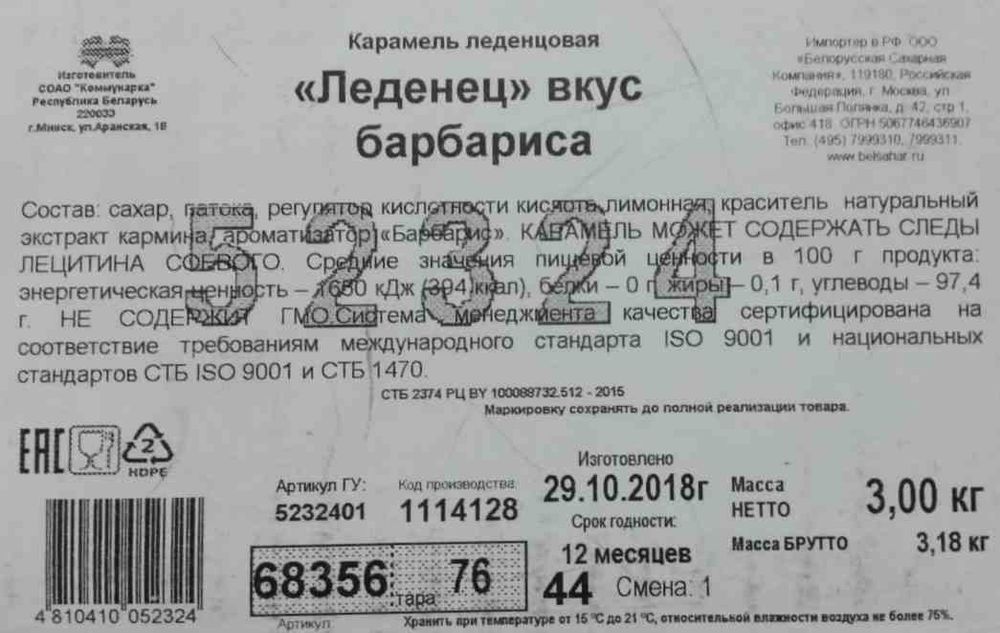 Изготовитель
СОАО "Коммунарка"
Республика Беларусь
220033
г.Минск, ул.Аранская, 18
Карамель леденцовая
«Леденец» вкус
барбариса
Импортер в РФ ООО
«Белорусская Сахарная
Компания», 119180, Российская
Федерация, г. Москва, ул.
Большая Полянка, д. 42, стр 1,
офис 418 ОГРН 5067746436907
Тел. (495) 7999310, 7999311.
www.belsahar.ru
Состав: сахар, патока, регулятор кислотности кислота лимонная, краситель натуральный
экстракт кармина, ароматизатор «Барбарис». КАРАМЕЛЬ МОЖЕТ СОДЕРЖАТЬ СЛЕДЫ
ЛЕЦИТИНА СОЕВОГО. Средние значения пищевой ценности в 100 г продукта:
энергетическая ценность – 1650 кДж (394 ккал), белки – 0 г, жиры – 0,1 г, углеводы – 97,4
г. НЕ СОДЕРЖИТ ГМО.Система менеджмента качества сертифицирована на
соответствие требованиям международного стандарта ISO 9001 и национальных
стандартов СТБ ISO 9001 и СТБ 1470.
52324
СТБ 2374 РЦ BY 100088732.512 - 2015
Маркировку сохранять до полной реализации товара.
EAC
2
HDPE
Артикул ГУ:
5232401
Код производства:
1114128
Изготовлено
29.10.2018г
Срок годности:
12 месяцев
Масса
НЕТТО
3,00 кг
Масса БРУТТО
3,18 кг
68356 тара 76
44 Смена: 1
Артикул
4 810410 052324
Хранить при температуре от 15 °С до 21 °С, относительной влажности воздуха не более 75%.